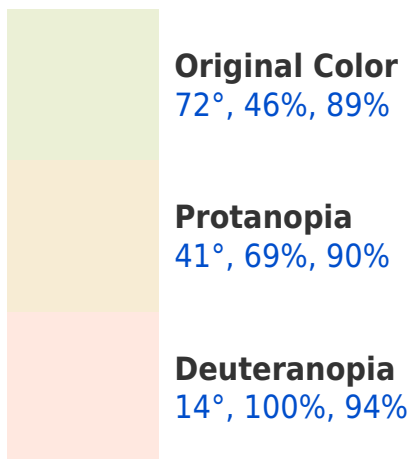 Original Color
72°, 46%, 89%
Protanopia
41°, 69%, 90%
Deuteranopia
14°, 100%, 94%